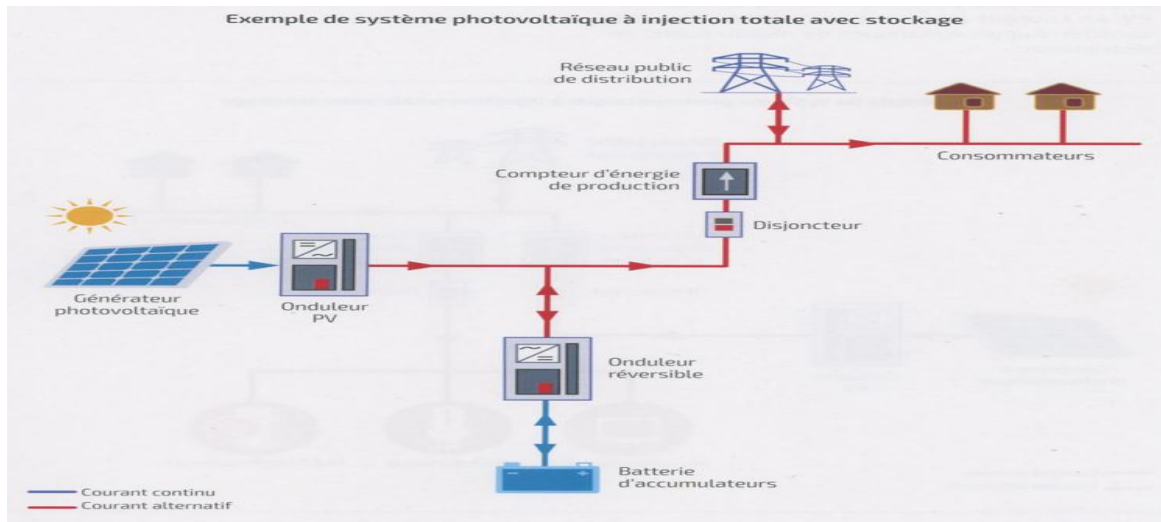 Exemple de système photovoltaïque à injection totale avec stockage
Réseau public
de distribution
Consommateurs
Compteur d'énergie
de production
Disjoncteur
Générateur
photovoltaïque
Onduleur
PV
Onduleur
réversible
Batterie
d'accumulateurs
Courant continu
Courant alternatif